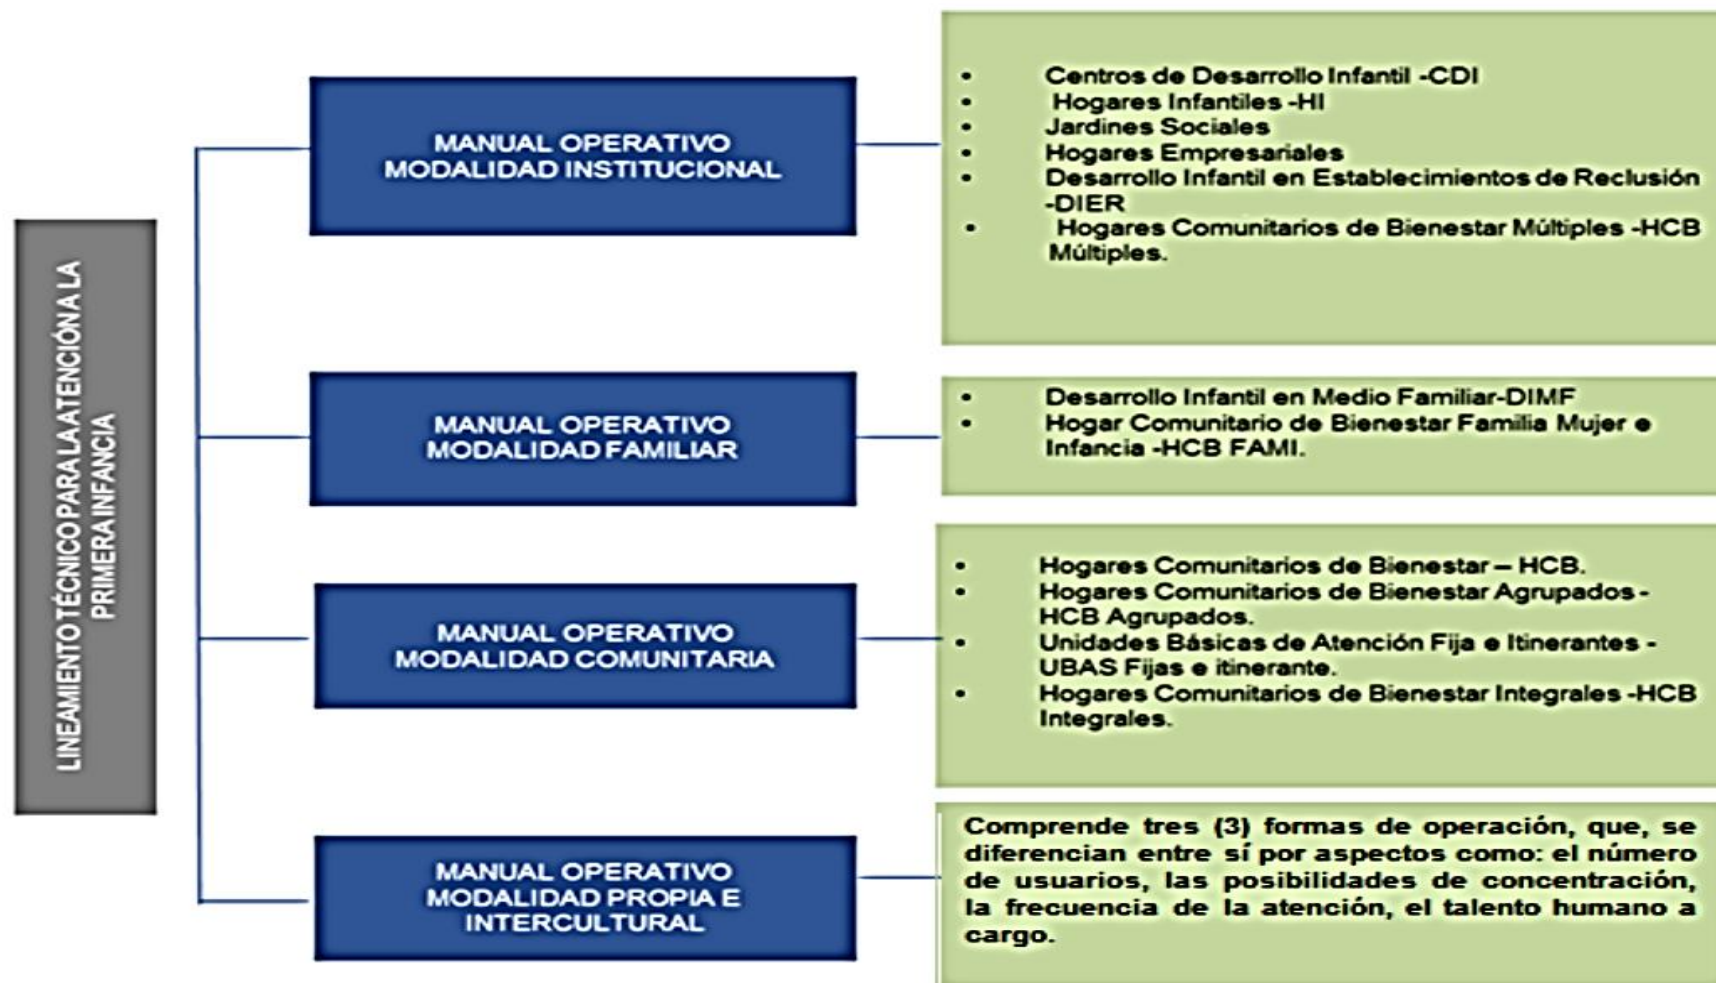 LINEAMIENTO TÉCNICO PARA LA ATENCIÓN A LA
PRIMERA INFANCIA
MANUAL OPERATIVO
MODALIDAD INSTITUCIONAL
• Centros de Desarrollo Infantil -CDI
• Hogares Infantiles -HI
• Jardines Sociales
• Hogares Empresariales
• Desarrollo Infantil en Establecimientos de Reclusión
-DIER
• Hogares Comunitarios de Bienestar Múltiples -HCB
Múltiples.
MANUAL OPERATIVO
MODALIDAD FAMILIAR
• Desarrollo Infantil en Medio Familiar-DIMF
• Hogar Comunitario de Bienestar Familia Mujer e
Infancia -HCB FAMI.
MANUAL OPERATIVO
MODALIDAD COMUNITARIA
• Hogares Comunitarios de Bienestar – HCB.
• Hogares Comunitarios de Bienestar Agrupados -
HCB Agrupados.
• Unidades Básicas de Atención Fija e Itinerantes -
UBAS Fijas e itinerante.
• Hogares Comunitarios de Bienestar Integrales -HCB
Integrales.
MANUAL OPERATIVO
MODALIDAD PROPIA E
INTERCULTURAL
Comprende tres (3) formas de operación, que, se
diferencian entre sí por aspectos como: el número
de usuarios, las posibilidades de concentración,
la frecuencia de la atención, el talento humano a
cargo.